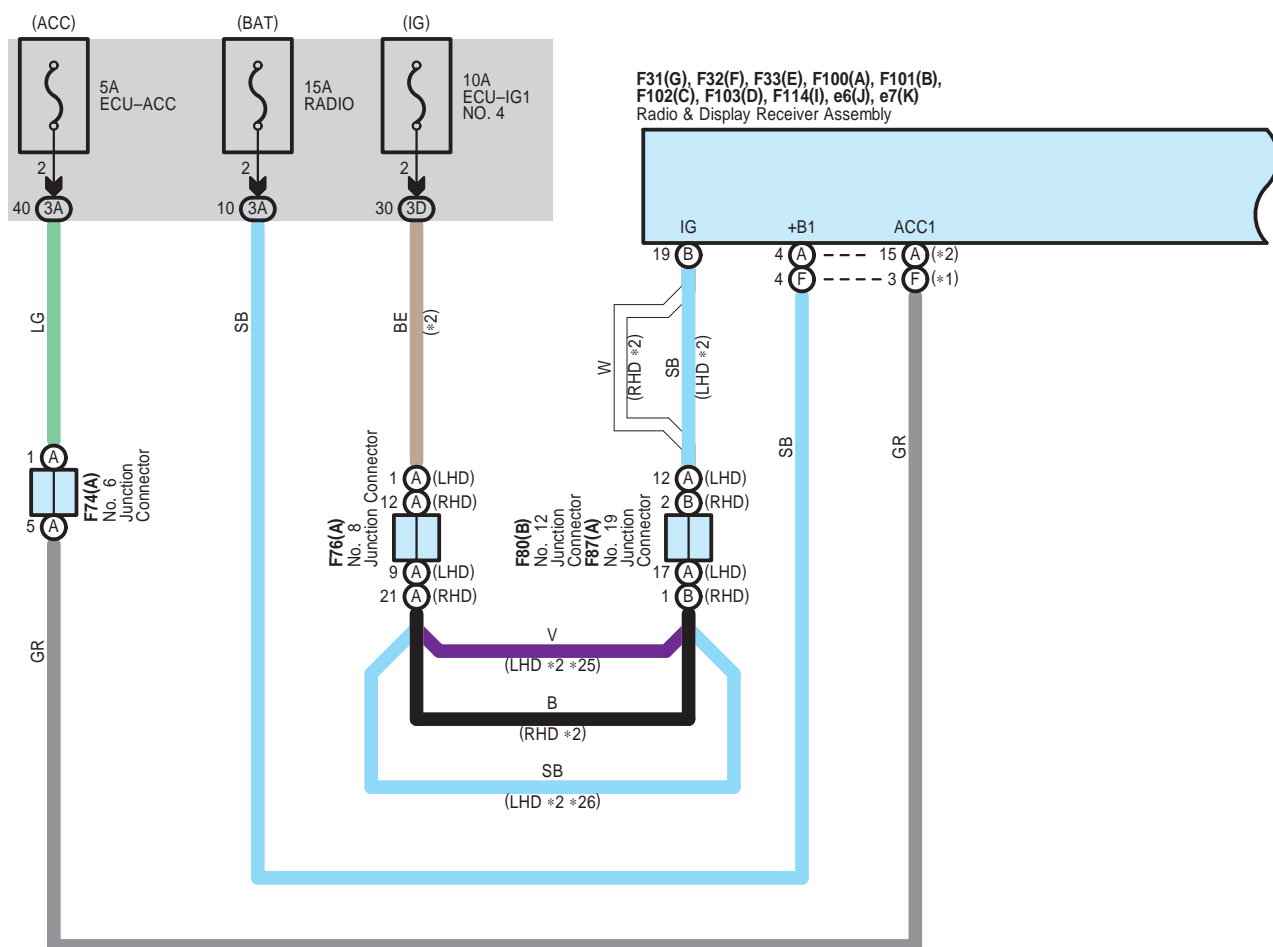 (ACC)
(BAT)
(IG)
5A
ECU–ACC
15A
RADIO
10A
ECU–IG1
NO. 4
2
2
2
40 3A
10 3A
30 3D
F31(G), F32(F), F33(E), F100(A), F101(B),
F102(C), F103(D), F114(I), e6(J), e7(K)
Radio & Display Receiver Assembly
IG
+B1
ACC1
19 B
4 A
15 A (*2)
4 F
3 F (*1)
LG
SB
BE
(*2)
W
(RHD *2)
SB
(LHD *2)
SB
GR
1 A
F74(A)
No. 6
Junction
Connector
5 A
1 A (LHD)
12 A (RHD)
F76(A)
No. 8
Junction Connector
9 A (LHD)
21 A (RHD)
12 A (LHD)
2 B (RHD)
F80(B)
No. 12
Junction
Connector
F87(A)
No. 19
Junction
Connector
17 A (LHD)
1 B (RHD)
GR
V
(LHD *2 *25)
B
(RHD *2)
SB
(LHD *2 *26)